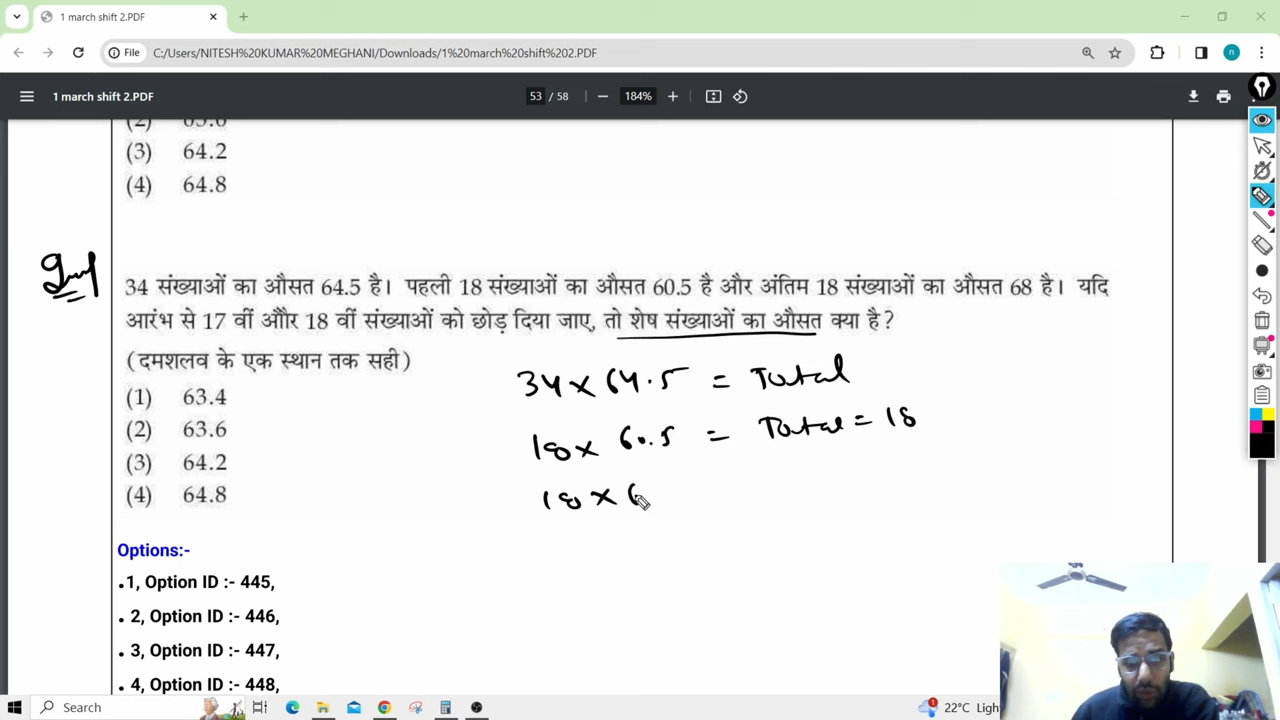 1 march shift 2.PDF
File C:/Users/NITESH%20KUMAR%20MEGHANI/Downloads/1%20march%20shift%202.PDF
n
1 march shift 2.PDF
53 / 58
184%
(3) 64.2
(4) 64.8
34 संख्याओं का औसत 64.5 है। पहली 18 संख्याओं का औसत 60.5 है और अंतिम 18 संख्याओं का औसत 68 है। यदि
आरंभ से 17 वीं औौर 18 वीं संख्याओं को छोड़ दिया जाए, तो शेष संख्याओं का औसत क्या है?
(दमशलव के एक स्थान तक सही)
34 × 64.5 = Total
(1) 63.4
(2) 63.6
18 × 60.5 = Total = 18
(3) 64.2
(4) 64.8
18 × 6
Options:-
.1, Option ID :- 445,
. 2, Option ID :- 446,
. 3, Option ID :- 447,
. 4, Option ID :- 448,
Search
22°C Ligh